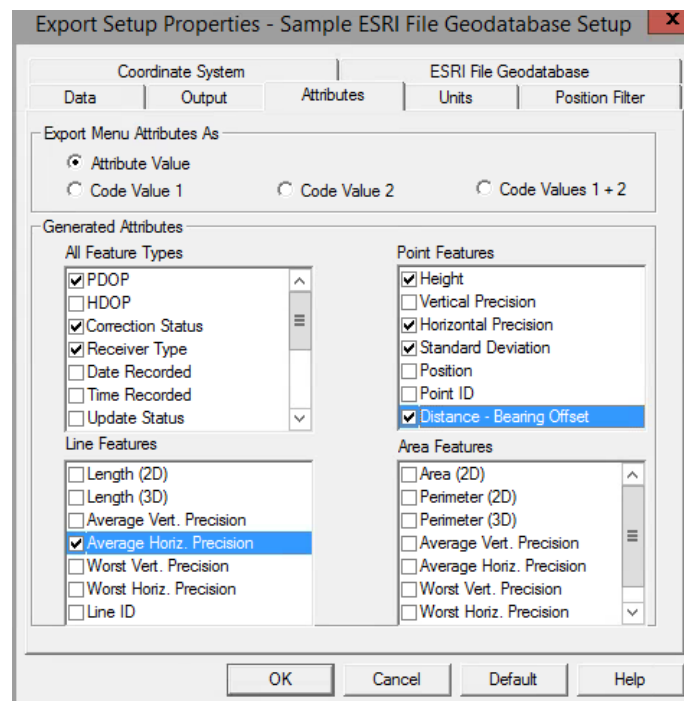 Export Setup Properties - Sample ESRI File Geodatabase Setup x
Coordinate System
ESRI File Geodatabase
Data
Output
Attributes
Units
Position Filter
Export Menu Attributes As
Attribute Value
Code Value 1
Code Value 2
Code Values 1 + 2
Generated Attributes
All Feature Types
PDOP
HDOP
Correction Status
Receiver Type
Date Recorded
Time Recorded
Update Status
Point Features
Height
Vertical Precision
Horizontal Precision
Standard Deviation
Position
Point ID
Distance - Bearing Offset
Line Features
Length (2D)
Length (3D)
Average Vert. Precision
Average Horiz. Precision
Worst Vert. Precision
Worst Horiz. Precision
Line ID
Area Features
Area (2D)
Perimeter (2D)
Perimeter (3D)
Average Vert. Precision
Average Horiz. Precision
Worst Vert. Precision
Worst Horiz. Precision
OK
Cancel
Default
Help